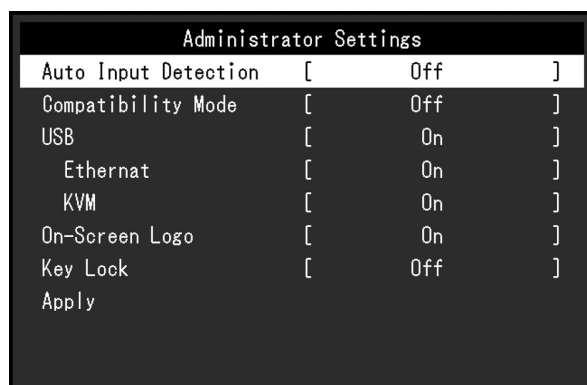 Administrator Settings
Auto Input Detection [ Off ]
Compatibility Mode [ Off ]
USB [ On ]
Ethernat [ On ]
KVM [ On ]
On-Screen Logo [ On ]
Key Lock [ Off ]
Apply